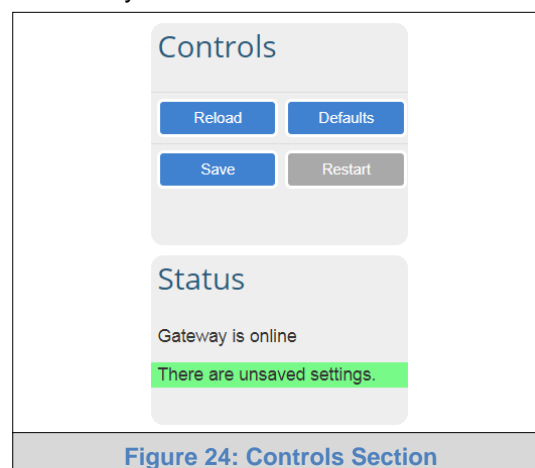 Controls
Reload Defaults
Save Restart
Status
Gateway is online
There are unsaved settings.
Figure 24: Controls Section